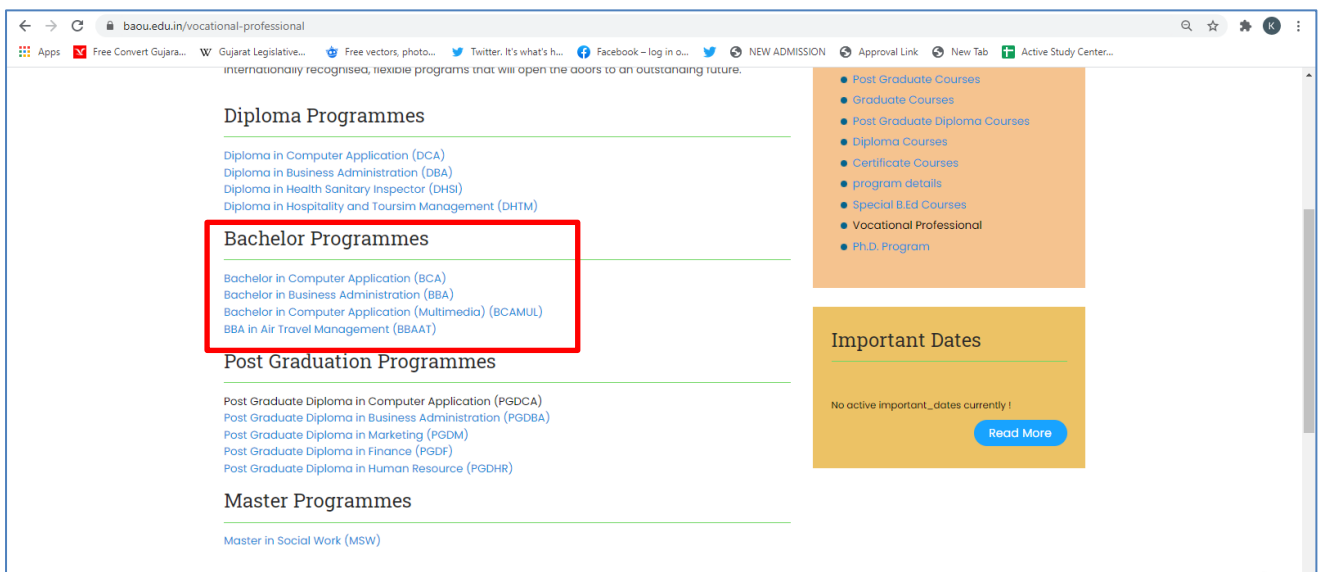 baou.edu.in/vocational-professional
K
Apps Free Convert Gujara... W Gujarat Legislative... Free vectors, photo... Twitter. It's what's h... Facebook – log in o... NEW ADMISSION Approval Link New Tab Active Study Center...
internationally recognised, flexible programs that will open the doors to an outstanding future.
Diploma Programmes
Diploma in Computer Application (DCA)
Diploma in Business Administration (DBA)
Diploma in Health Sanitary Inspector (DHSI)
Diploma in Hospitality and Toursim Management (DHTM)
Bachelor Programmes
Bachelor in Computer Application (BCA)
Bachelor in Business Administration (BBA)
Bachelor in Computer Application (Multimedia) (BCAMUL)
BBA in Air Travel Management (BBAAT)
Post Graduation Programmes
Post Graduate Diploma in Computer Application (PGDCA)
Post Graduate Diploma in Business Administration (PGDBA)
Post Graduate Diploma in Marketing (PGDM)
Post Graduate Diploma in Finance (PGDF)
Post Graduate Diploma in Human Resource (PGDHR)
Master Programmes
Master in Social Work (MSW)
Post Graduate Courses
Graduate Courses
Post Graduate Diploma Courses
Diploma Courses
Certificate Courses
program details
Special B.Ed Courses
Vocational Professional
Ph.D. Program
Important Dates
No active important_dates currently !
Read More